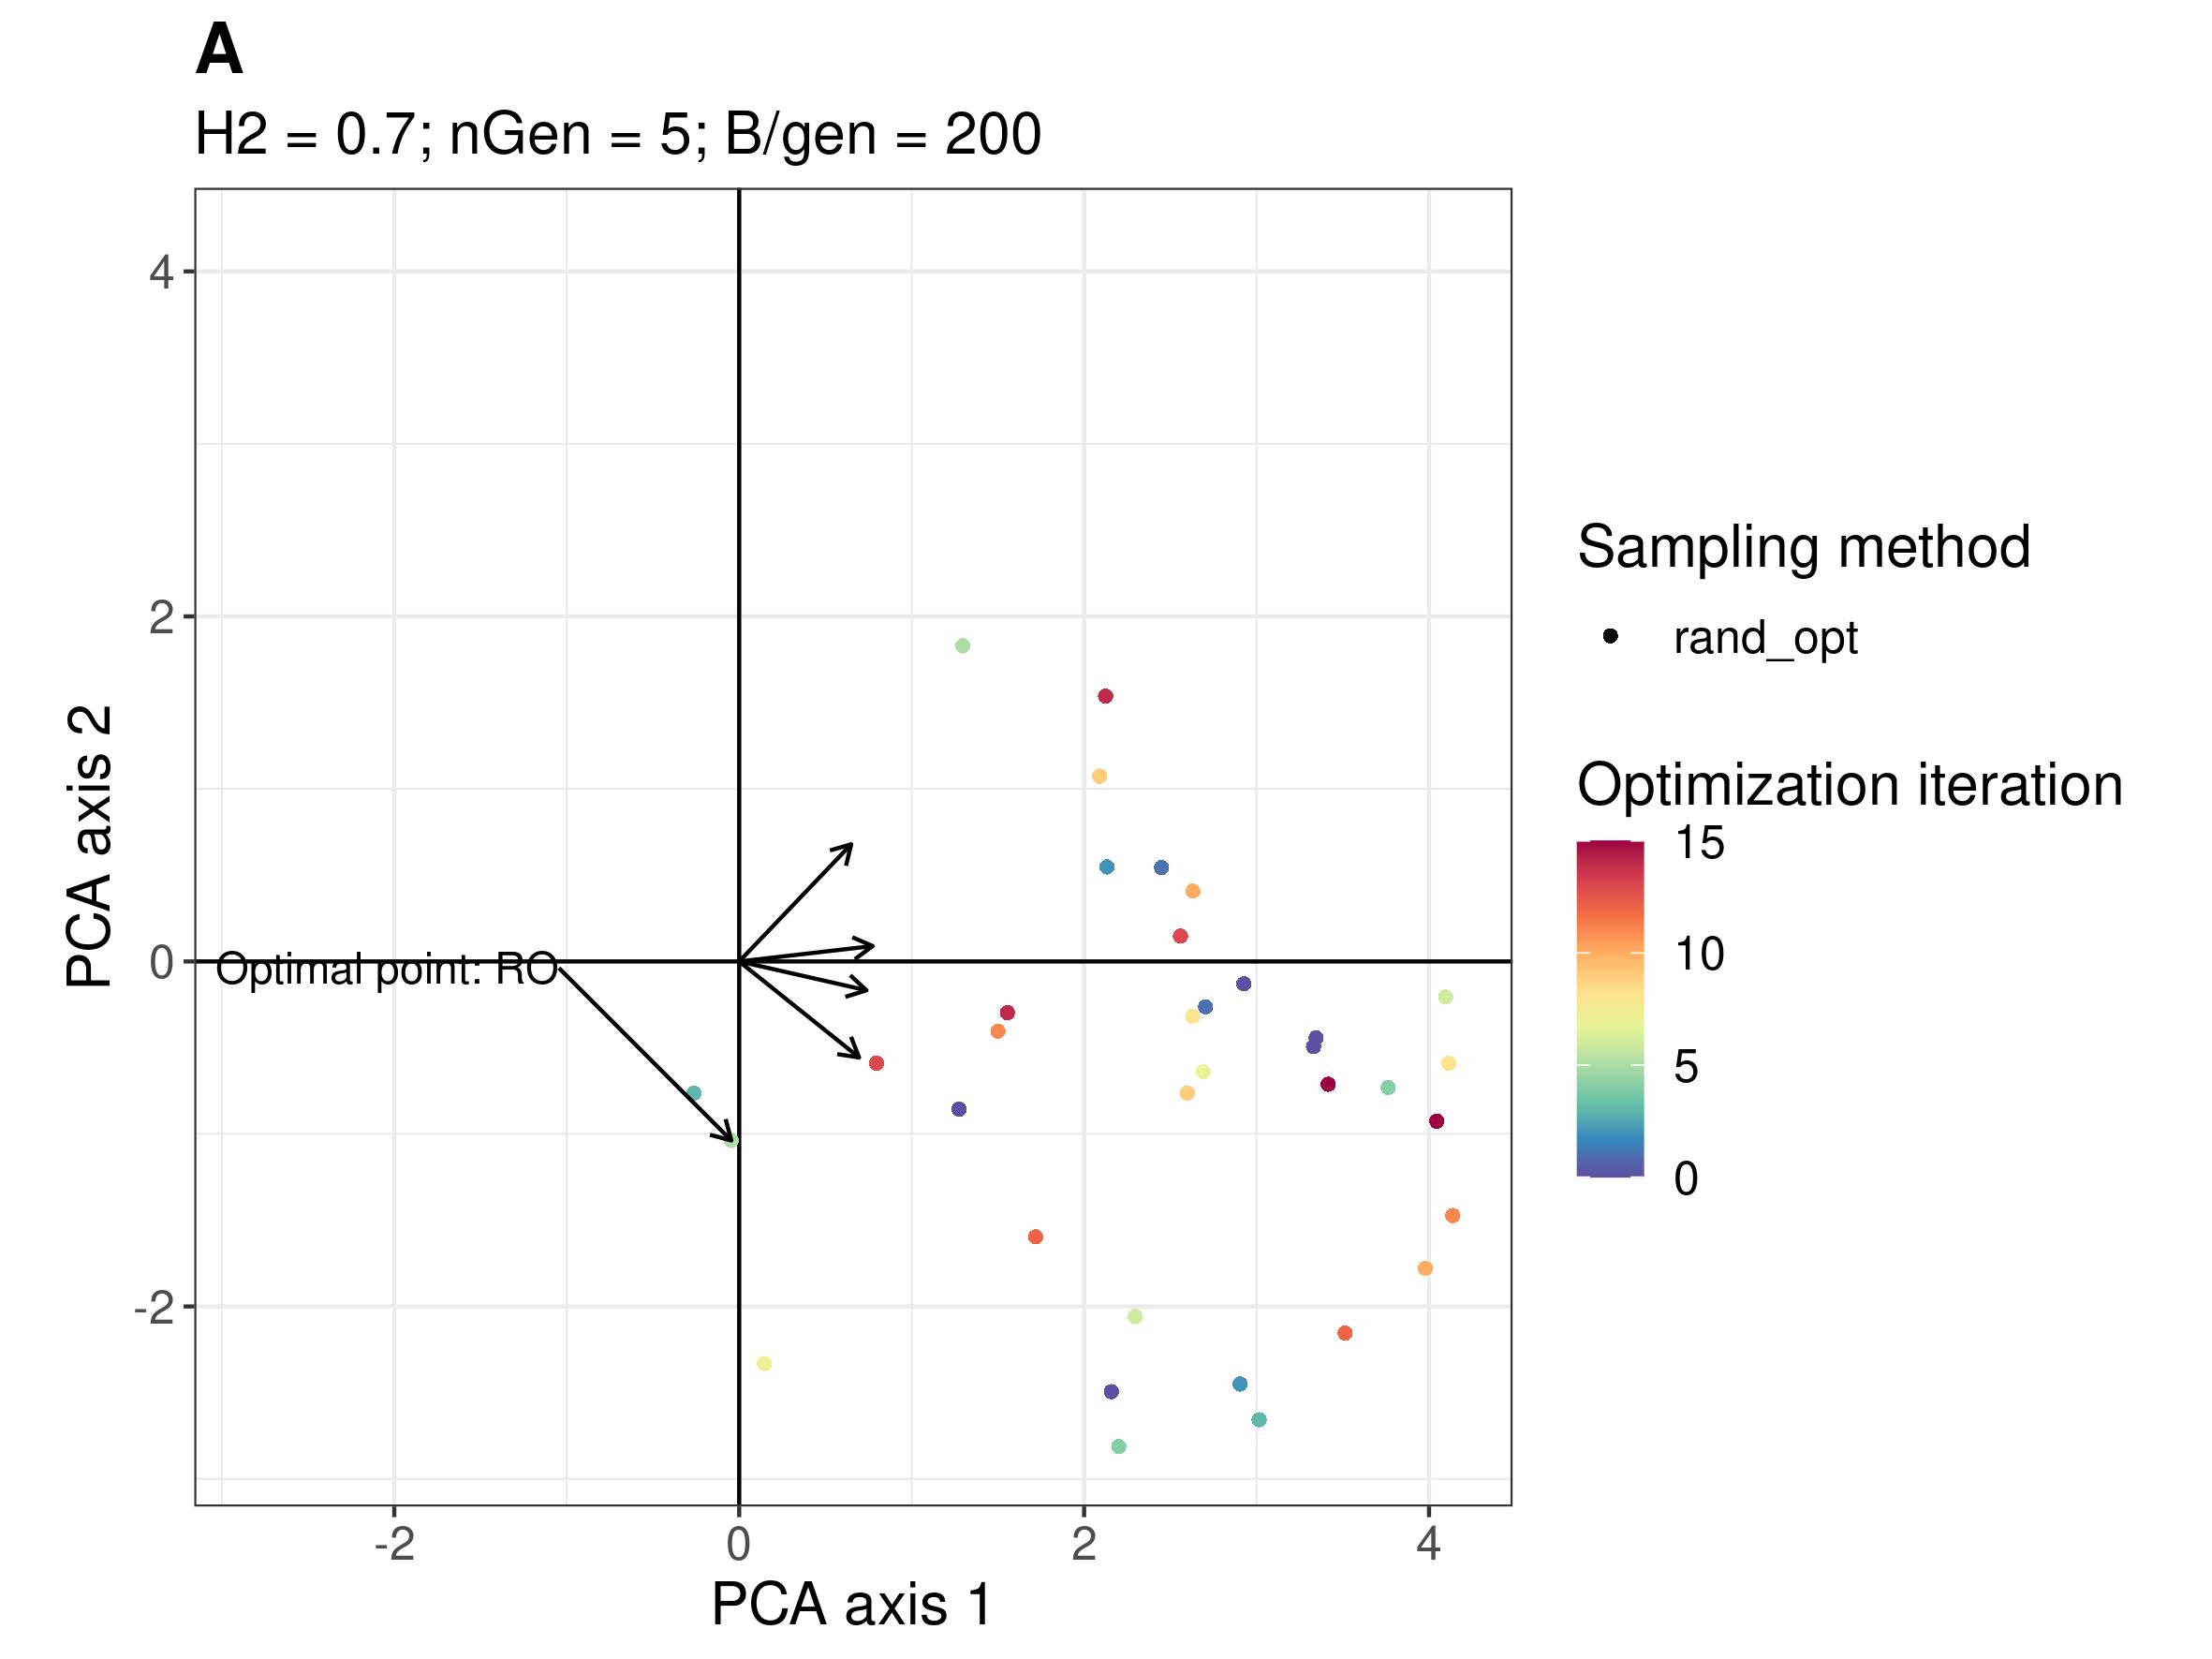 A
H2 = 0.7; nGen = 5; B/gen = 200
PCA axis 2
4
2
0
-2
Optimal point: RO
-2
0
2
4
PCA axis 1
Sampling method
rand_opt
Optimization iteration
15
10
5
0